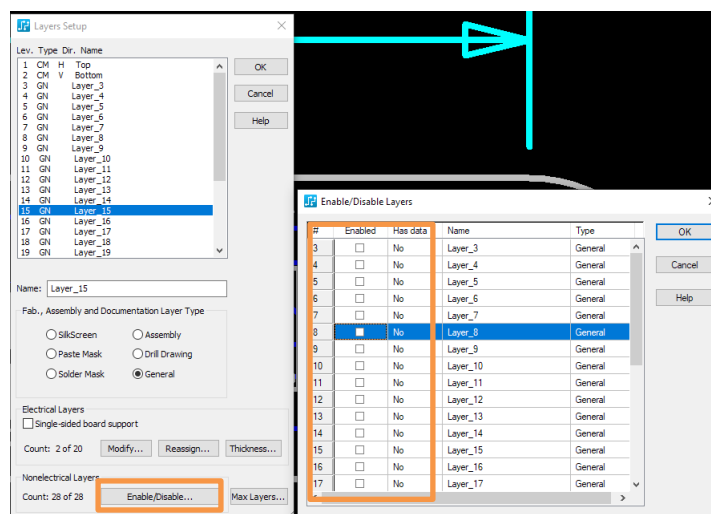 Layers Setup
Lev. Type Dir. Name
1 CM H Top
2 CM V Bottom
3 GN Layer_3
4 GN Layer_4
5 GN Layer_5
6 GN Layer_6
7 GN Layer_7
8 GN Layer_8
9 GN Layer_9
10 GN Layer_10
11 GN Layer_11
12 GN Layer_12
13 GN Layer_13
14 GN Layer_14
15 GN Layer_15
16 GN Layer_16
17 GN Layer_17
18 GN Layer_18
19 GN Layer_19
OK
Cancel
Help
Name: Layer_15
Fab., Assembly and Documentation Layer Type
SilkScreen Assembly
Paste Mask Drill Drawing
Solder Mask General
Electrical Layers
Single-sided board support
Count: 2 of 20 Modify... Reassign... Thickness...
Nonelectrical Layers
Count: 28 of 28 Enable/Disable... Max Layers...
Enable/Disable Layers
# Enabled Has data Name Type
3 No Layer_3 General
4 No Layer_4 General
5 No Layer_5 General
6 No Layer_6 General
7 No Layer_7 General
8 No Layer_8 General
9 No Layer_9 General
10 No Layer_10 General
11 No Layer_11 General
12 No Layer_12 General
13 No Layer_13 General
14 No Layer_14 General
15 No Layer_15 General
16 No Layer_16 General
17 No Layer_17 General
OK
Cancel
Help